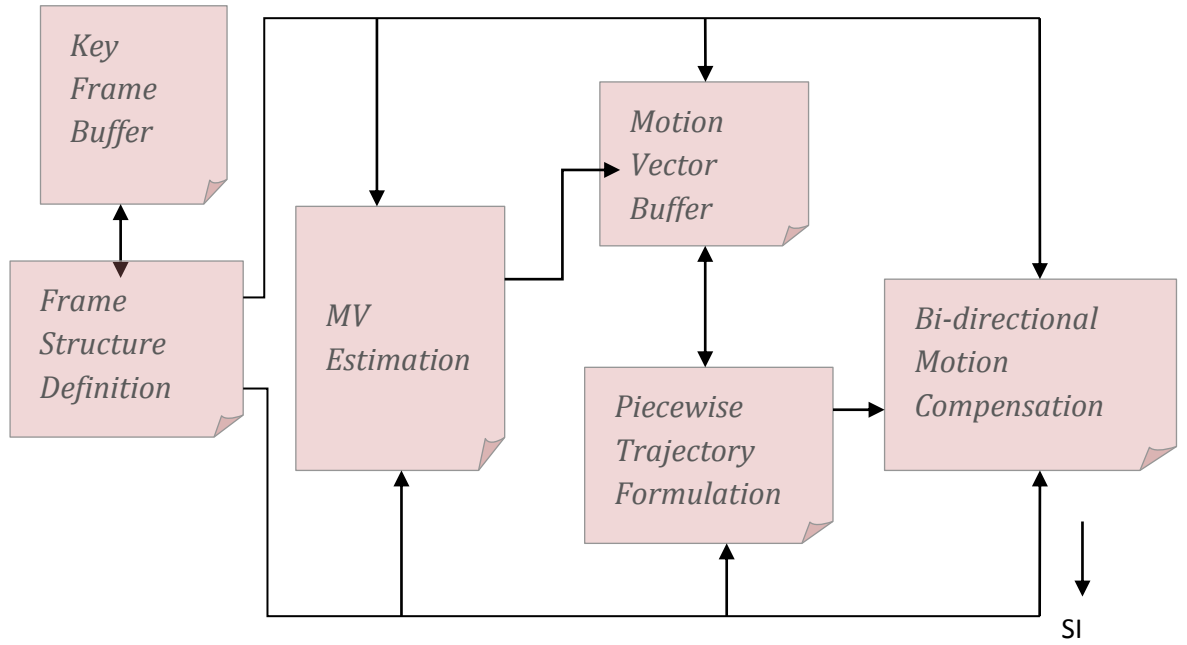 Key
Frame
Buffer
Frame
Structure
Definition
MV
Estimation
Motion
Vector
Buffer
Piecewise
Trajectory
Formulation
Bi-directional
Motion
Compensation
SI